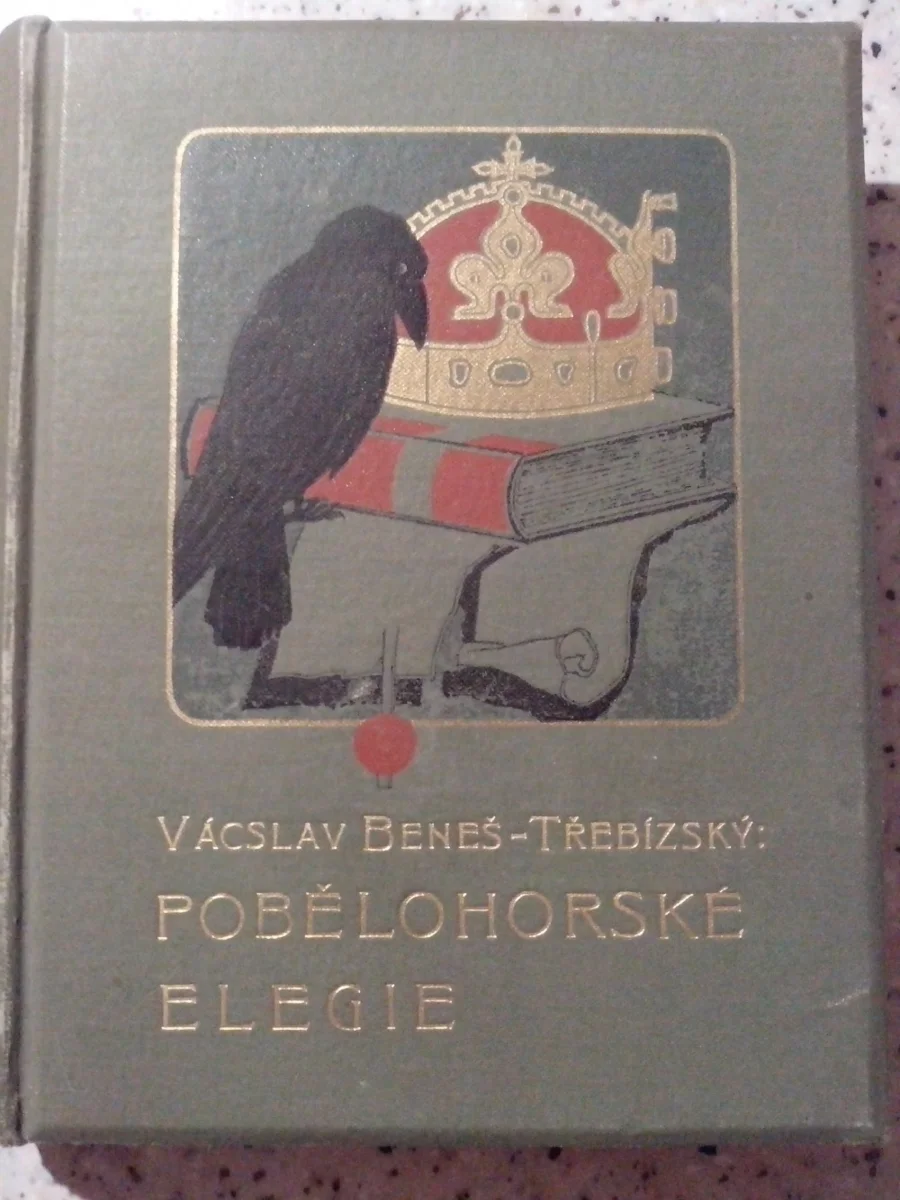 VÁCSLAV BENEŠ-TŘEBÍZSKÝ:
POBĚLOHORSKÉ
ELEGIE